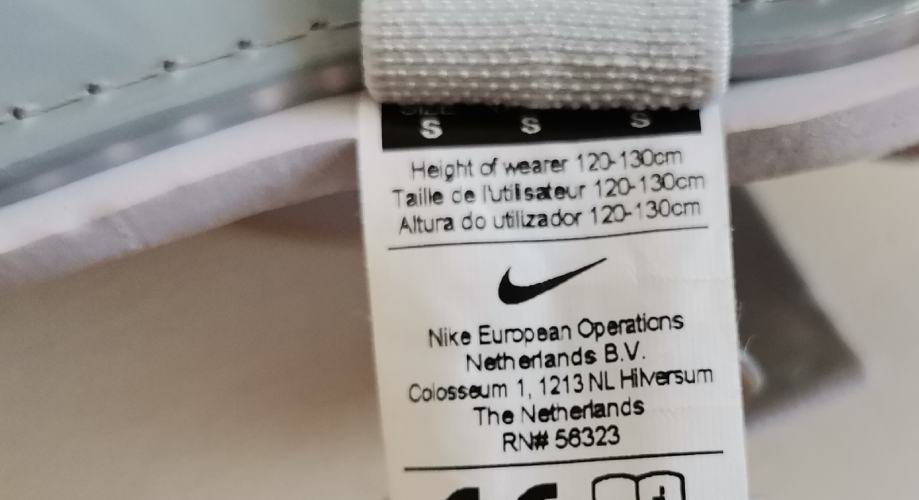 S S S
Height of wearer 120-130cm
Taille de l'utilisateur 120-130cm
Altura do utilizador 120-130cm
Nike European Operations
Netherlands B.V.
Colosseum 1, 1213 NL Hilversum
The Netherlands
RN# 56323